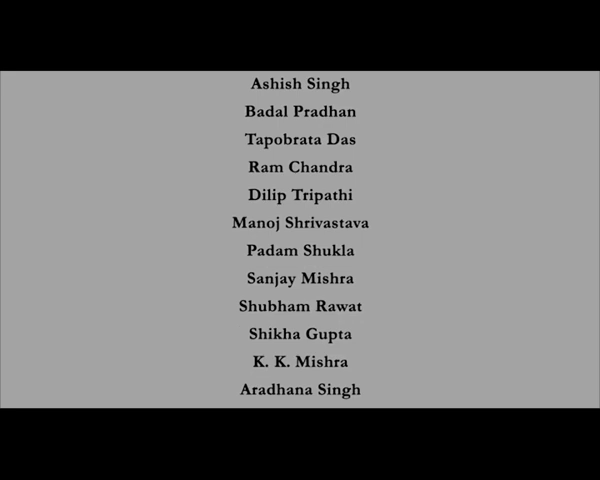 Ashish Singh
Badal Pradhan
Tapobrata Das
Ram Chandra
Dilip Tripathi
Manoj Shrivastava
Padam Shukla
Sanjay Mishra
Shubham Rawat
Shikha Gupta
K. K. Mishra
Aradhana Singh